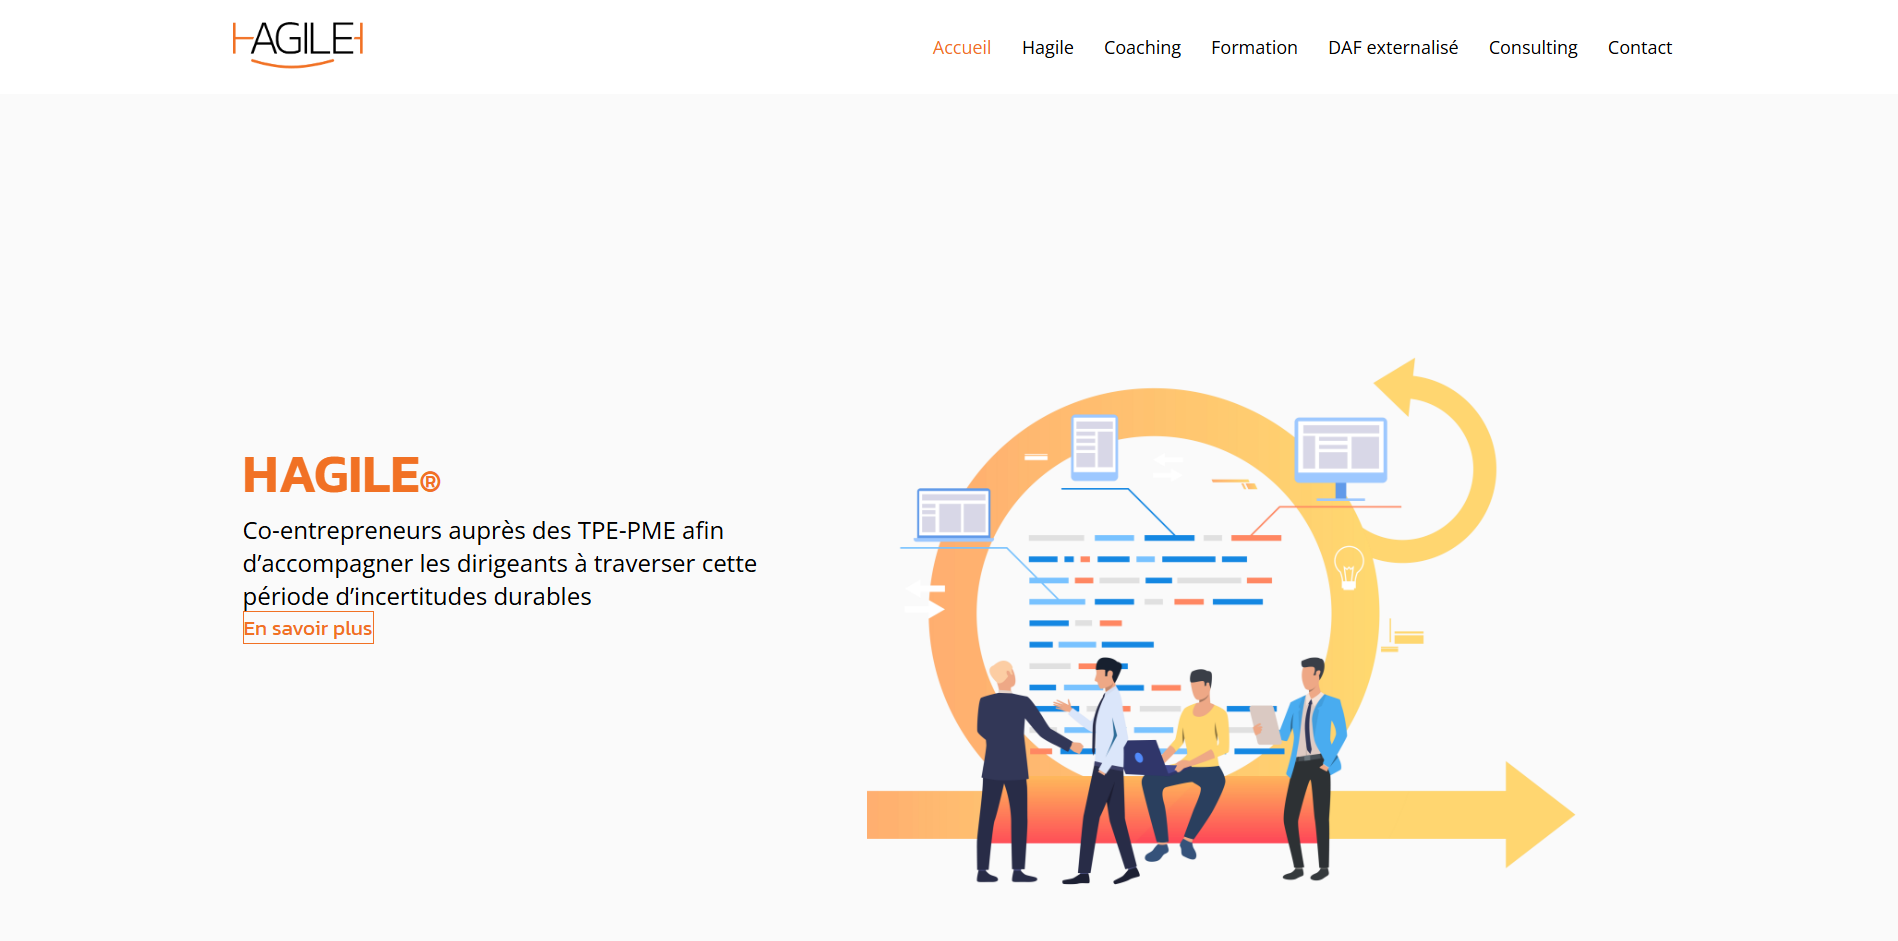 HAGILE
Accueil Hagile Coaching Formation DAF externalisé Consulting Contact
HAGILE®
Co-entrepreneurs auprès des TPE-PME afin
d’accompagner les dirigeants à traverser cette
période d’incertitudes durables
En savoir plus